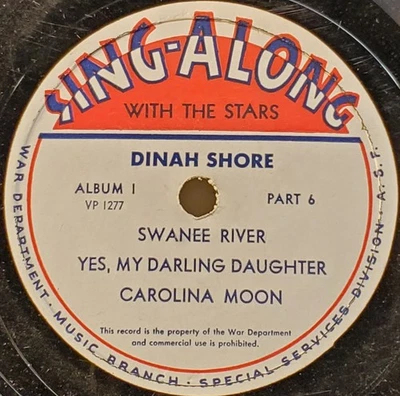 SING-ALONG
WITH THE STARS
DINAH SHORE
ALBUM 1
VP 1277
PART 6
SWANEE RIVER
YES, MY DARLING DAUGHTER
CAROLINA MOON
This record is the property of the War Department
and commercial use is prohibited.
WAR DEPARTMENT - MUSIC BRANCH - SPECIAL SERVICES DIVISION - A.S.F.